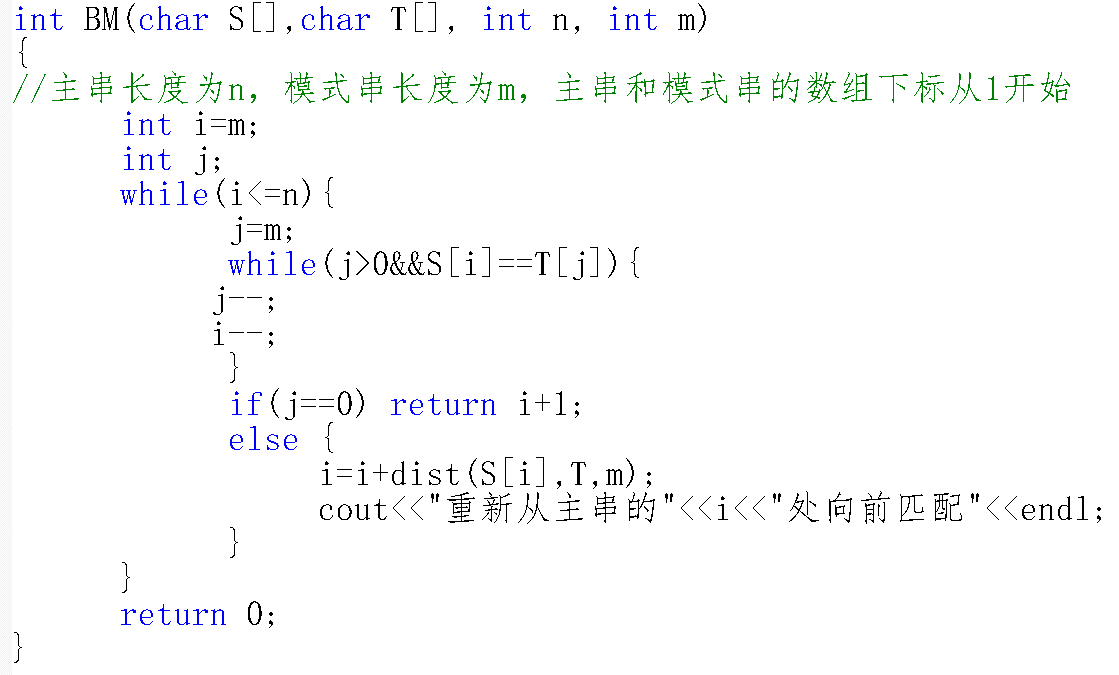 int BM(char S[],char T[], int n, int m)
{
//主串长度为n，模式串长度为m，主串和模式串的数组下标从1开始
int i=m;
int j;
while(i<=n){
j=m;
while(j>0&&S[i]==T[j]){
j--;
i--;
}
if(j==0) return i+1;
else {
i=i+dist(S[i],T,m);
cout<<"重新从主串的"<<i<<"处向前匹配"<<endl;
}
}
return 0;
}